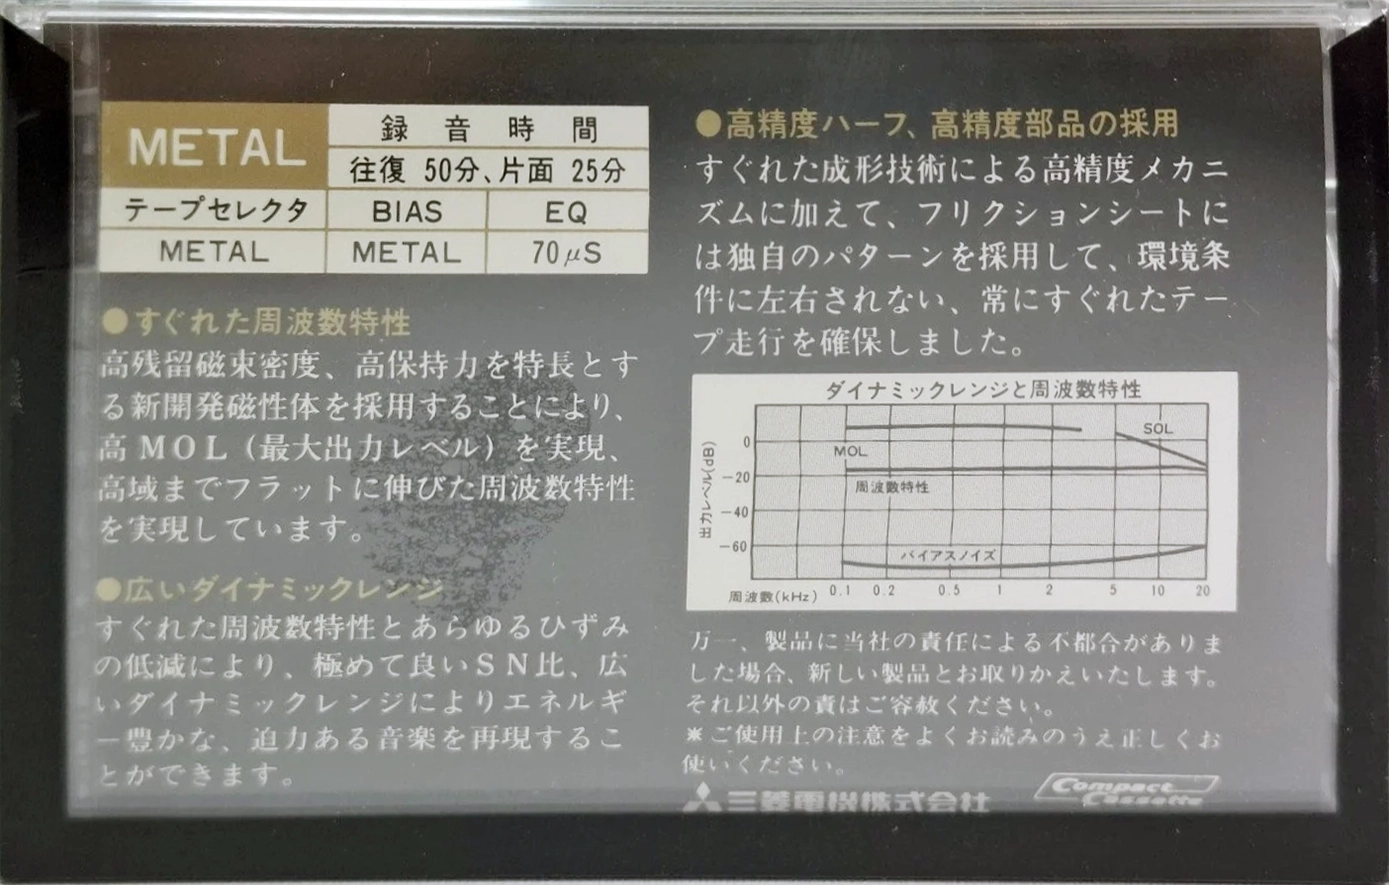 METAL
録音時間
往復 50分、片面 25分
テープセレクタ BIAS EQ
METAL METAL 70μS
●すぐれた周波数特性
高残留磁束密度、高保持力を特長とす
る新開発磁性体を採用することにより、
高MOL（最大出力レベル）を実現、
高域までフラットに伸びた周波数特性
を実現しています。
●広いダイナミックレンジ
すぐれた周波数特性とあらゆるひずみ
の低減により、極めて良いSN比、広
いダイナミックレンジによりエネルギ
ー豊かな、迫力ある音楽を再現するこ
とができます。
●高精度ハーフ、高精度部品の採用
すぐれた成形技術による高精度メカニ
ズムに加えて、フリクションシートに
は独自のパターンを採用して、環境条
件に左右されない、常にすぐれたテー
プ走行を確保しました。
ダイナミックレンジと周波数特性
出力レベル(dB)
0
-20
-40
-60
MOL
SOL
周波数特性
バイアスノイズ
周波数(kHz) 0.1 0.2 0.5 1 2 5 10 20
万一、製品に当社の責任による不都合がありま
した場合、新しい製品とお取りかえいたします。
それ以外の責はご容赦ください。
※ご使用上の注意をよくお読みのうえ正しくお
使いください。
三菱電機株式会社
Compact
Cassette